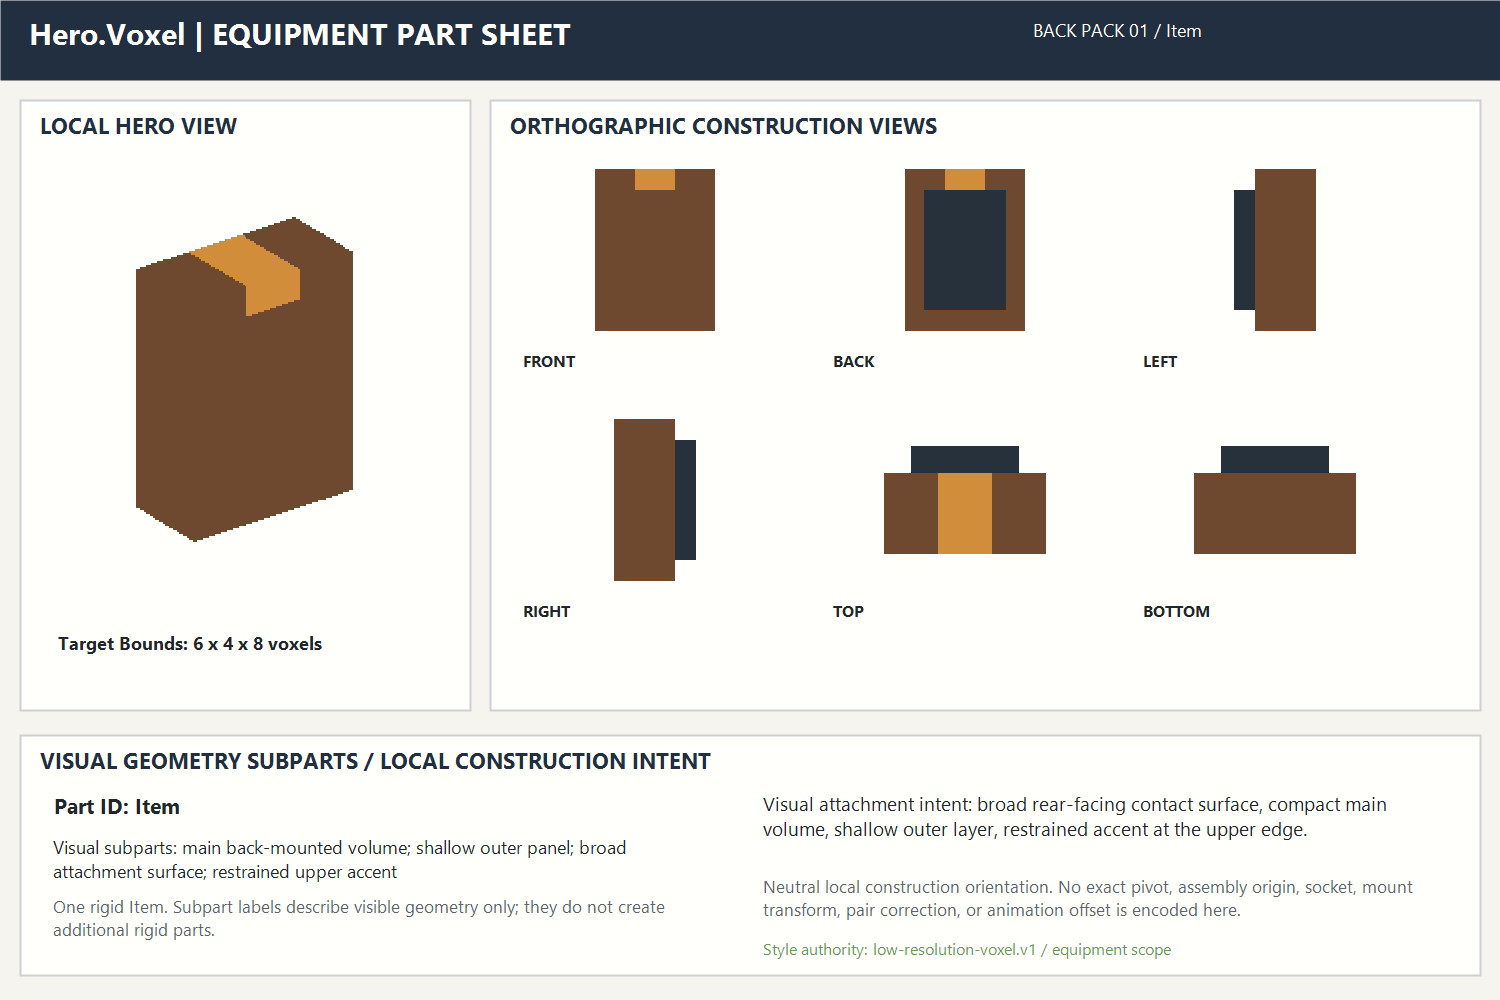 Hero.Voxel | EQUIPMENT PART SHEET
BACK PACK 01 / Item
LOCAL HERO VIEW
Target Bounds: 6 x 4 x 8 voxels
ORTHOGRAPHIC CONSTRUCTION VIEWS
FRONT
BACK
LEFT
RIGHT
TOP
BOTTOM
VISUAL GEOMETRY SUBPARTS / LOCAL CONSTRUCTION INTENT
Part ID: Item
Visual subparts: main back-mounted volume; shallow outer panel; broad
attachment surface; restrained upper accent
One rigid Item. Subpart labels describe visible geometry only; they do not create
additional rigid parts.
Visual attachment intent: broad rear-facing contact surface, compact main
volume, shallow outer layer, restrained accent at the upper edge.
Neutral local construction orientation. No exact pivot, assembly origin, socket, mount
transform, pair correction, or animation offset is encoded here.
Style authority: low-resolution-voxel.v1 / equipment scope